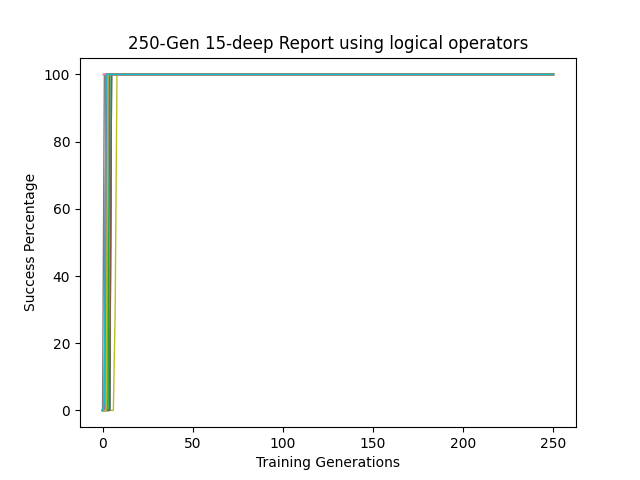 250-Gen 15-deep Report using logical operators
100
80
60
40
20
0
Success Percentage
0 50 100 150 200 250
Training Generations